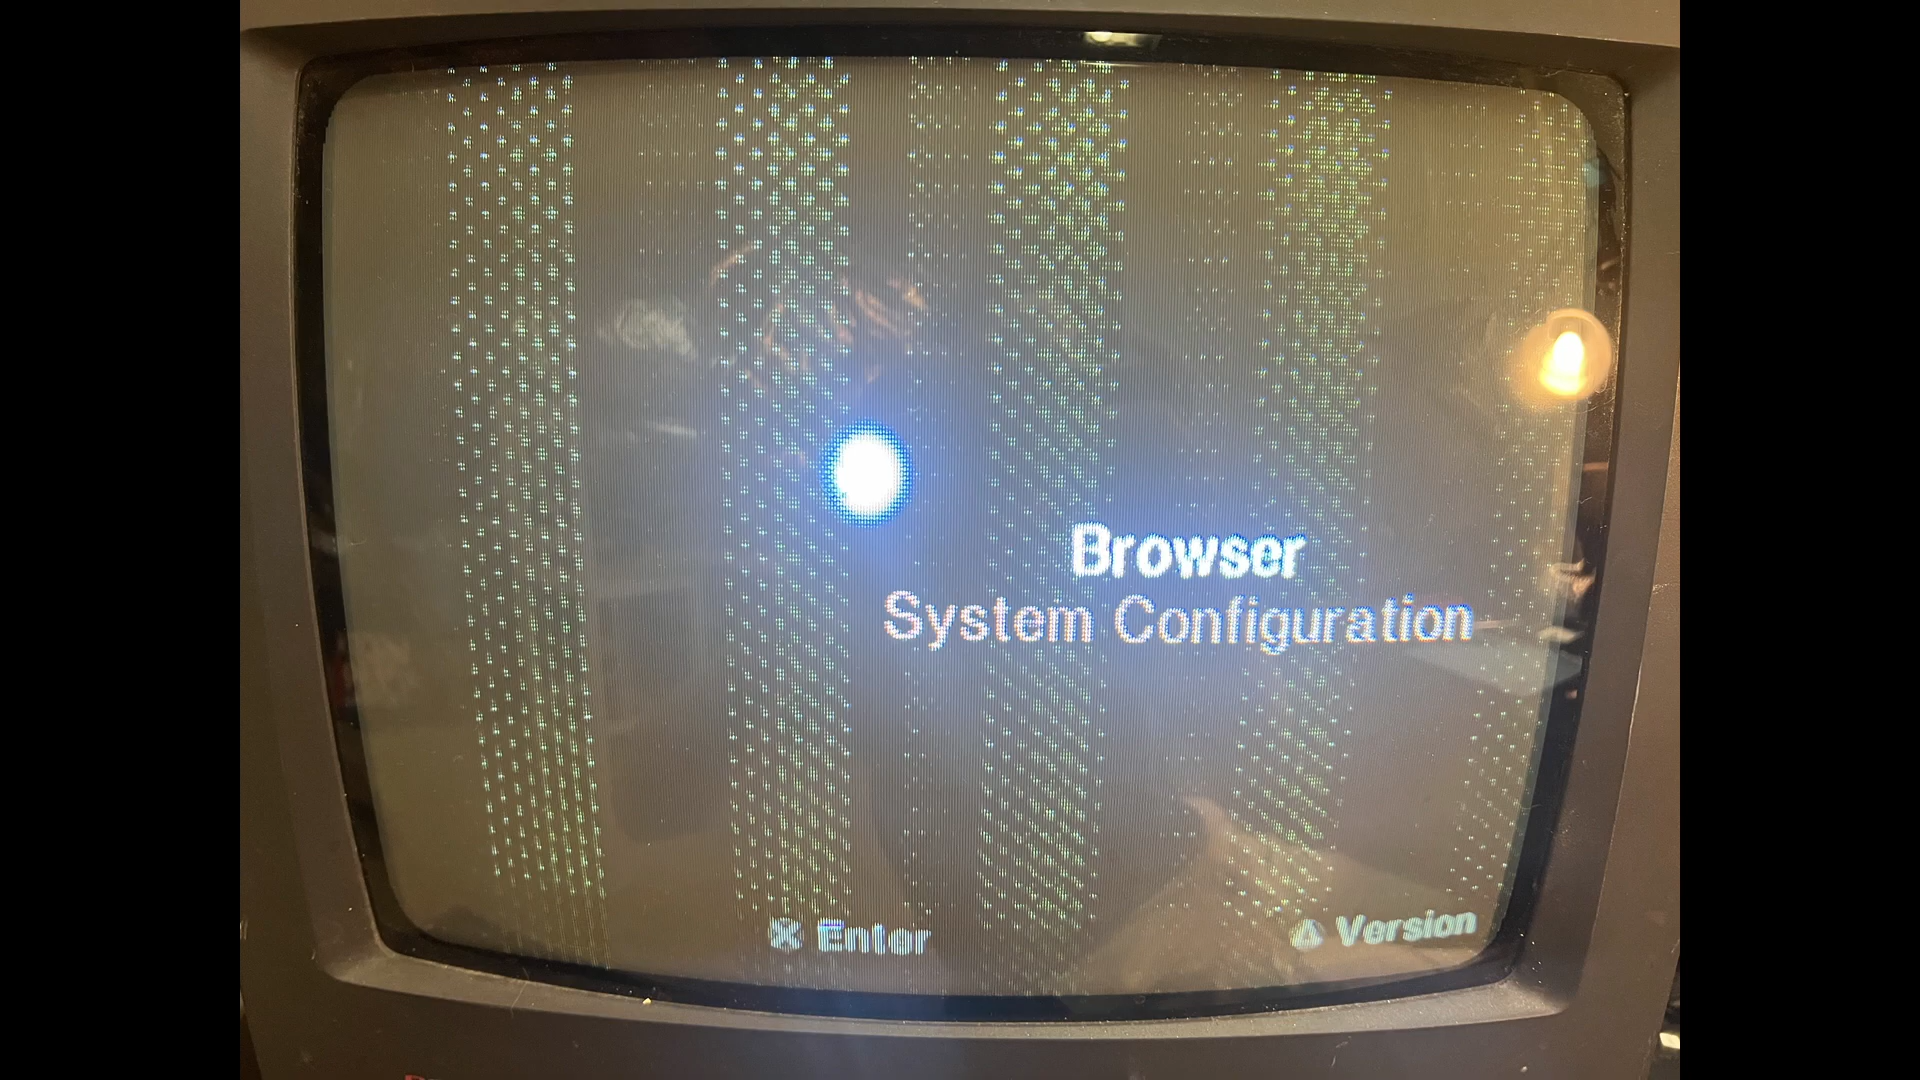 Browser
System Configuration
Enter
Version